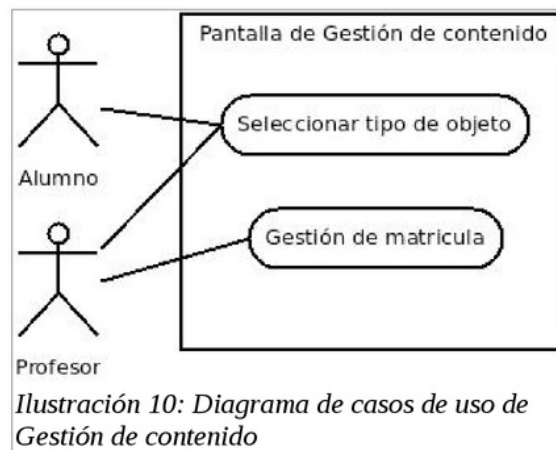 Pantalla de Gestión de contenido
Seleccionar tipo de objeto
Alumno
Gestión de matricula
Profesor
Ilustración 10: Diagrama de casos de uso de
Gestión de contenido